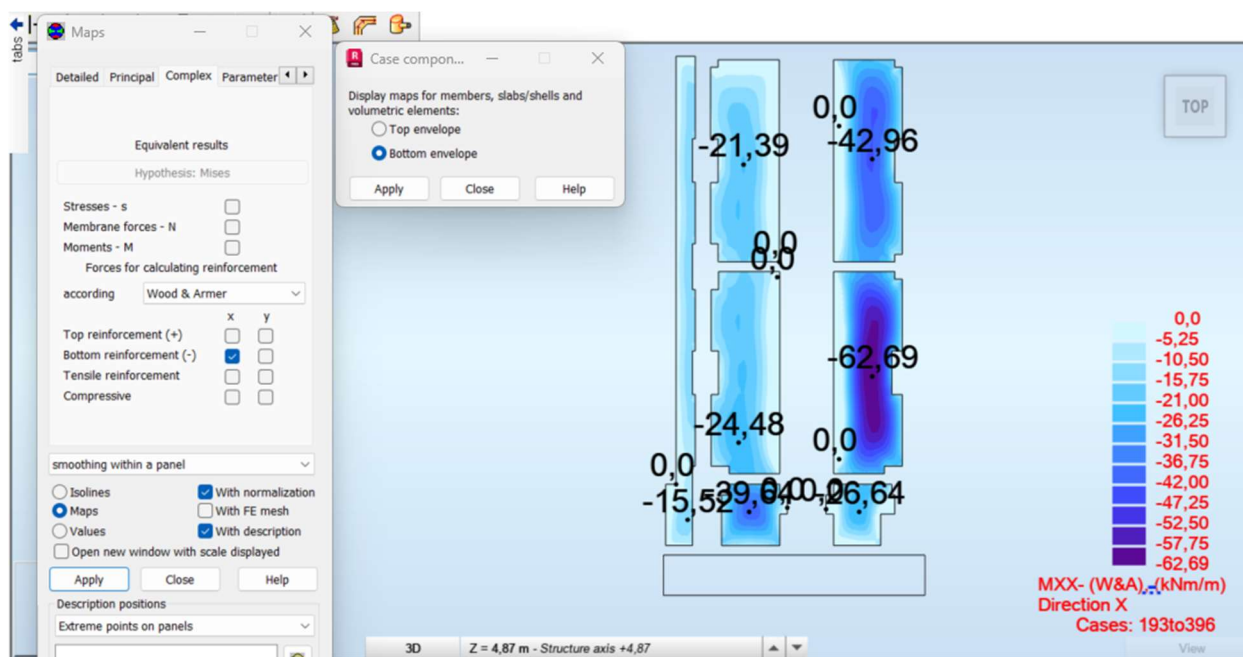 tabs
Maps
Detailed Principal Complex Parameter
Equivalent results
Hypothesis: Mises
Stresses - s
Membrane forces - N
Moments - M
Forces for calculating reinforcement
according Wood & Armer
x y
Top reinforcement (+)
Bottom reinforcement (-)
Tensile reinforcement
Compressive
smoothing within a panel
Isolines With normalization
Maps With FE mesh
Values With description
Open new window with scale displayed
Apply Close Help
Description positions
Extreme points on panels
Case compon...
Display maps for members, slabs/shells and
volumetric elements:
Top envelope
Bottom envelope
Apply Close Help
TOP
0,0
-21,39 -42,96
0,0
0,0
-62,69
-24,48
0,0
0,0
-15,52 -39,64 0,0 -26,64
0,0
-5,25
-10,50
-15,75
-21,00
-26,25
-31,50
-36,75
-42,00
-47,25
-52,50
-57,75
-62,69
MXX- (W&A), (kNm/m)
Direction X
Cases: 193to396
3D Z = 4,87 m - Structure axis +4,87
View